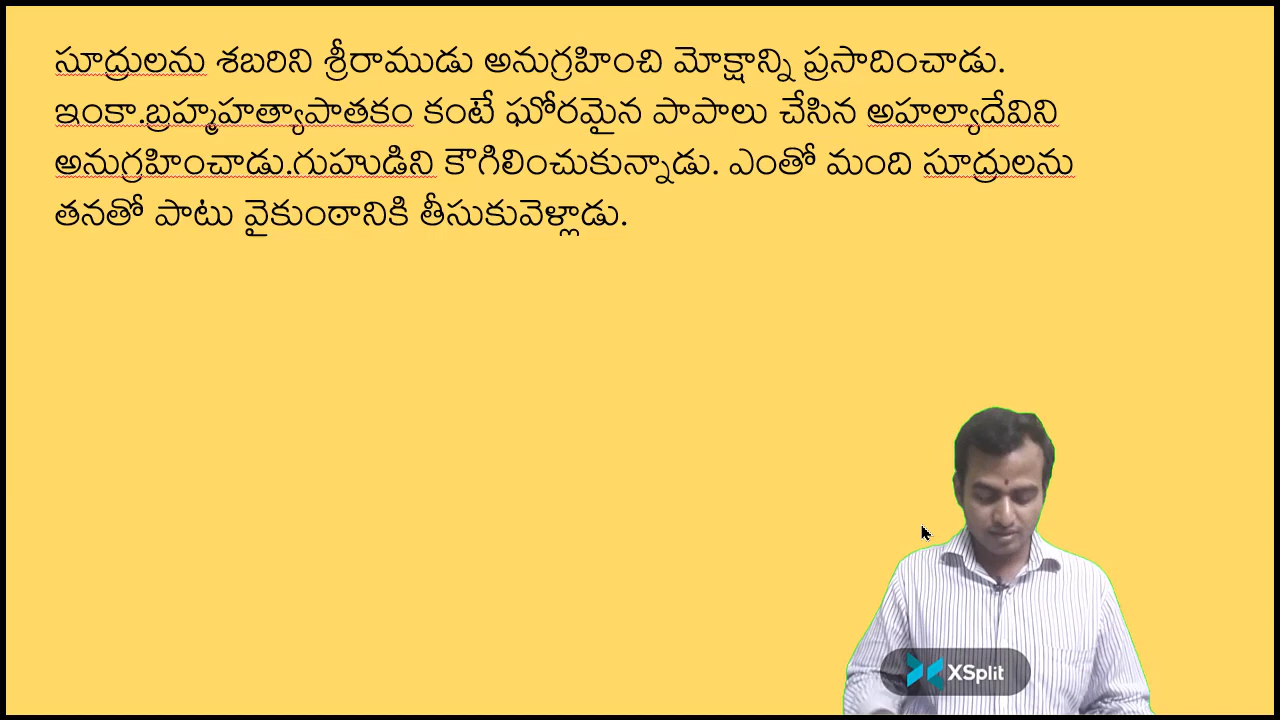 సూద్రులను శబరిని శ్రీరాముడు అనుగ్రహించి మోక్షాన్ని ప్రసాదించాడు.
ఇంకా.బ్రహ్మహత్యాపాతకం కంటే ఘోరమైన పాపాలు చేసిన అహల్యాదేవిని
అనుగ్రహించాడు.గుహుడిని కౌగిలించుకున్నాడు. ఎంతో మంది సూద్రులను
తనతో పాటు వైకుంఠానికి తీసుకువెళ్లాడు.
XSplit